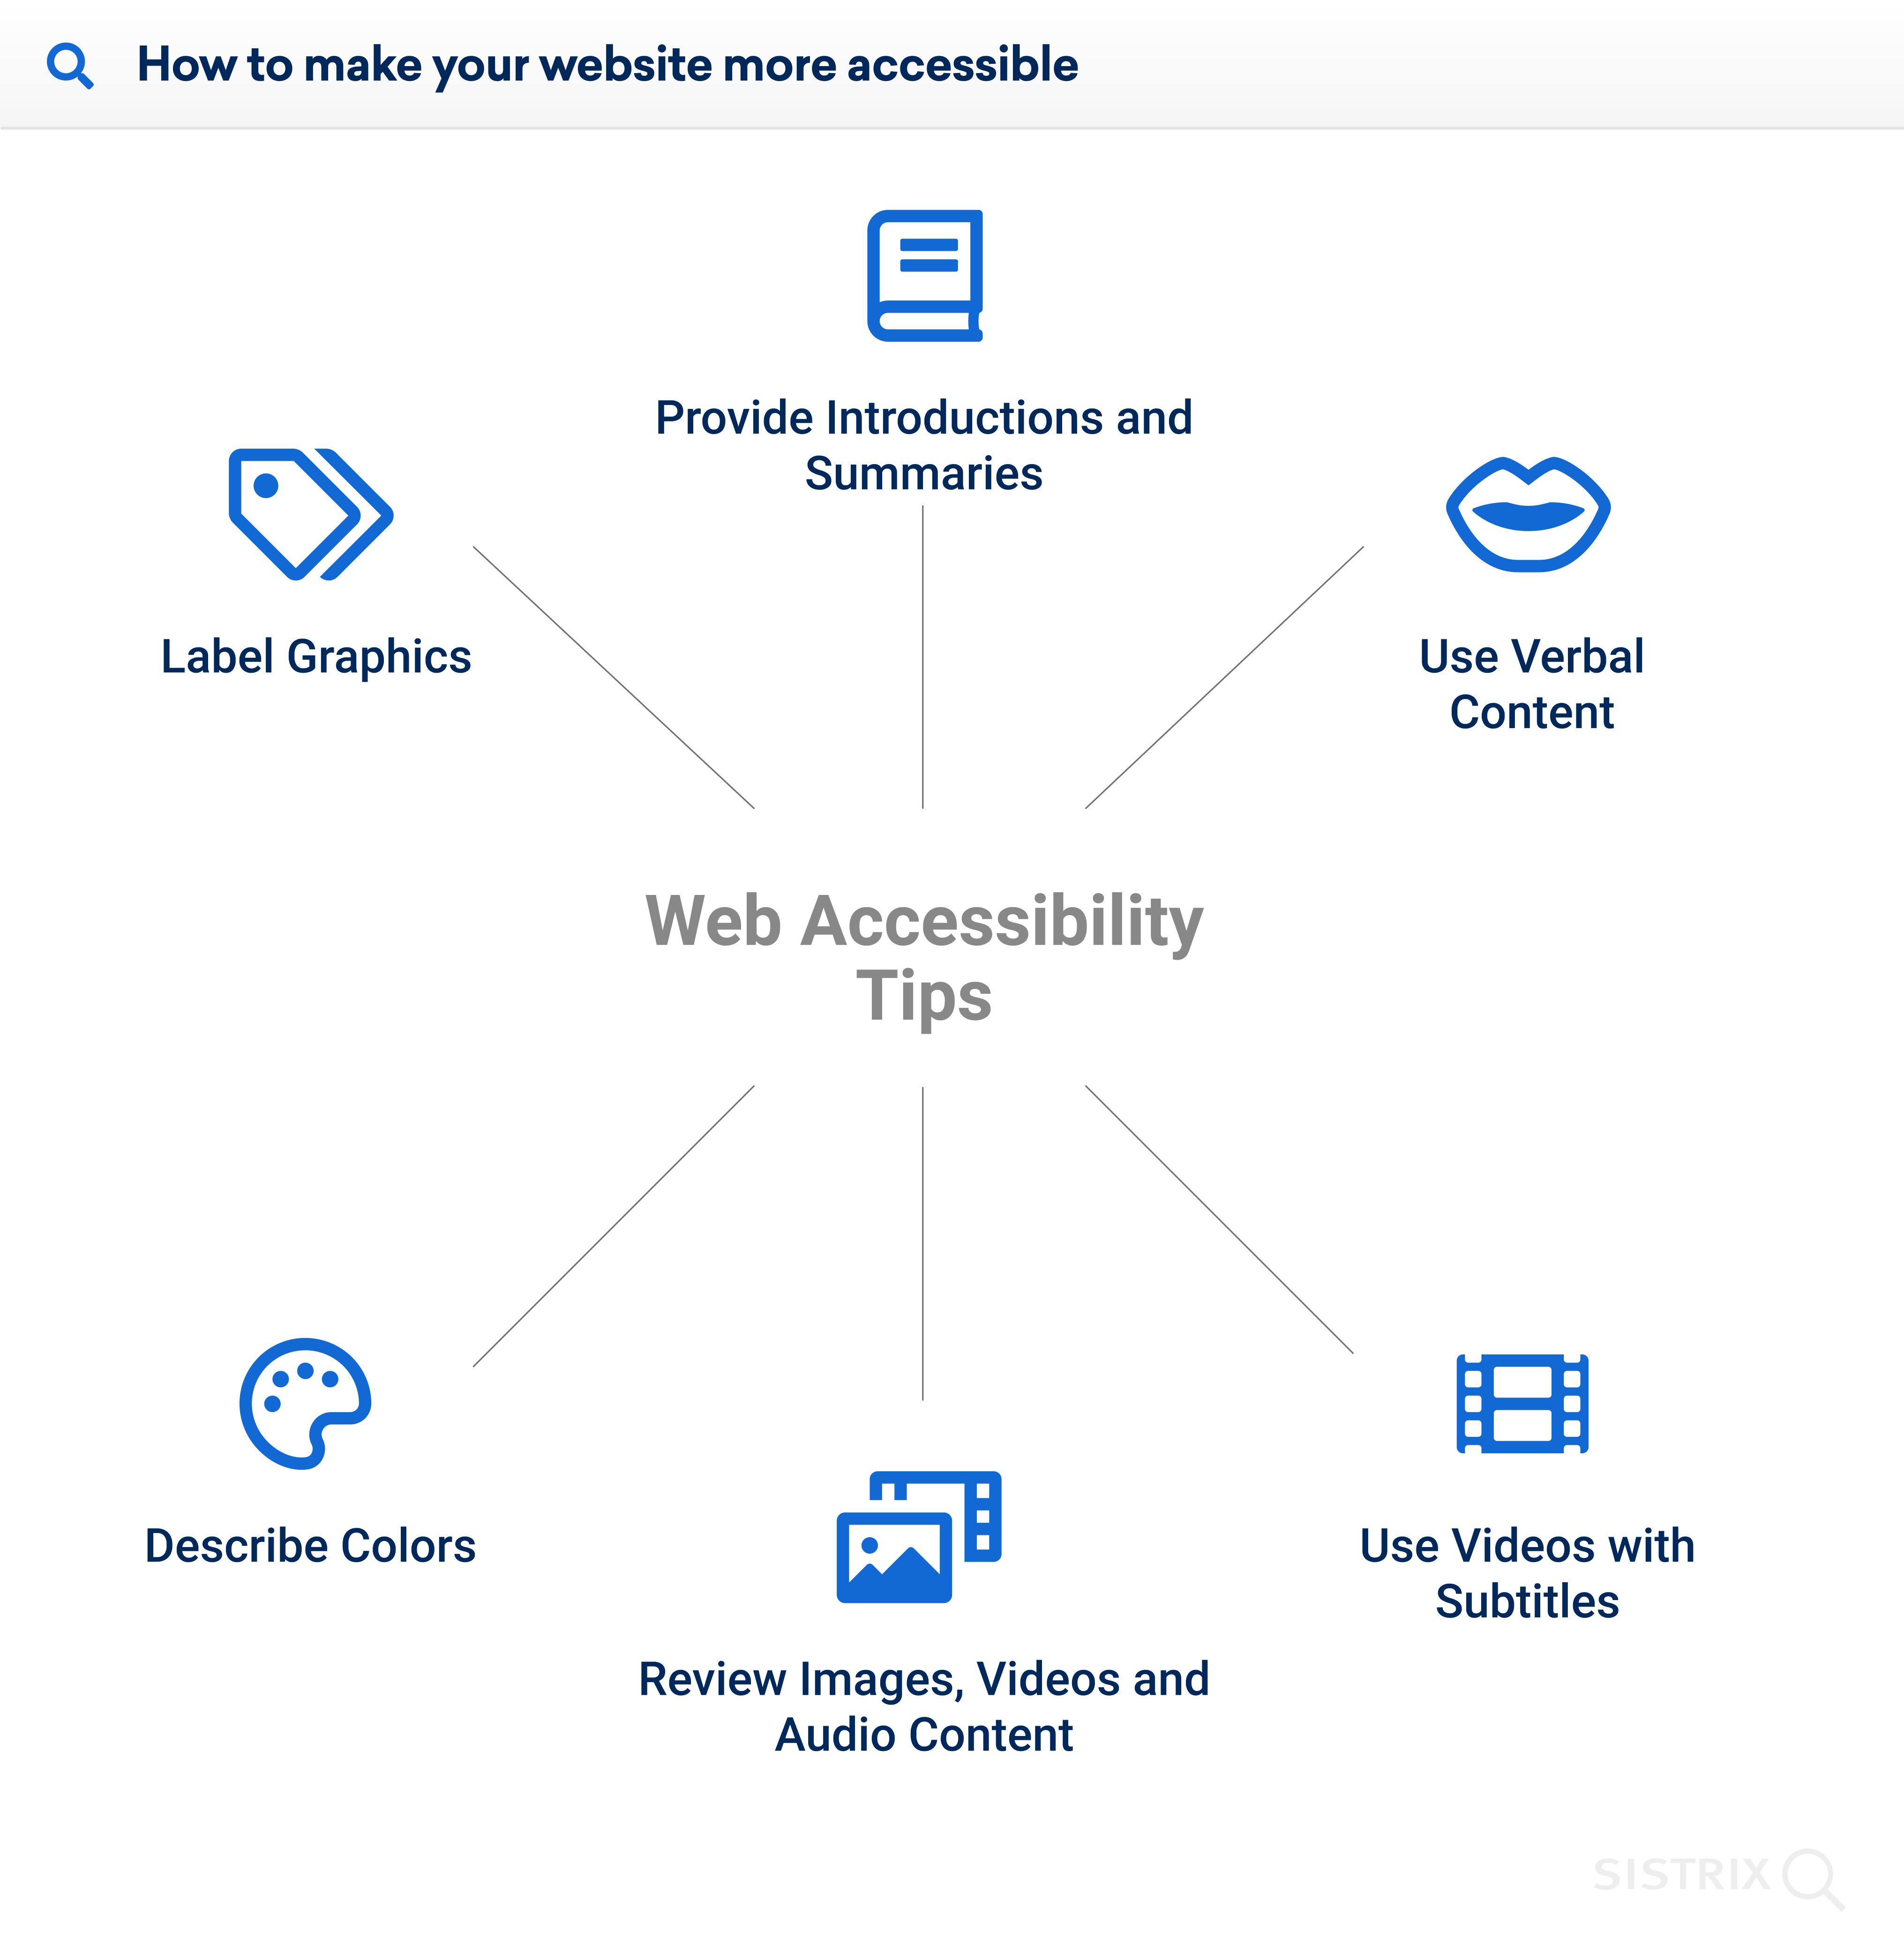 How to make your website more accessible
Provide Introductions and
Summaries
Label Graphics
Use Verbal
Content
Web Accessibility
Tips
Describe Colors
Use Videos with
Subtitles
Review Images, Videos and
Audio Content
SISTRIX